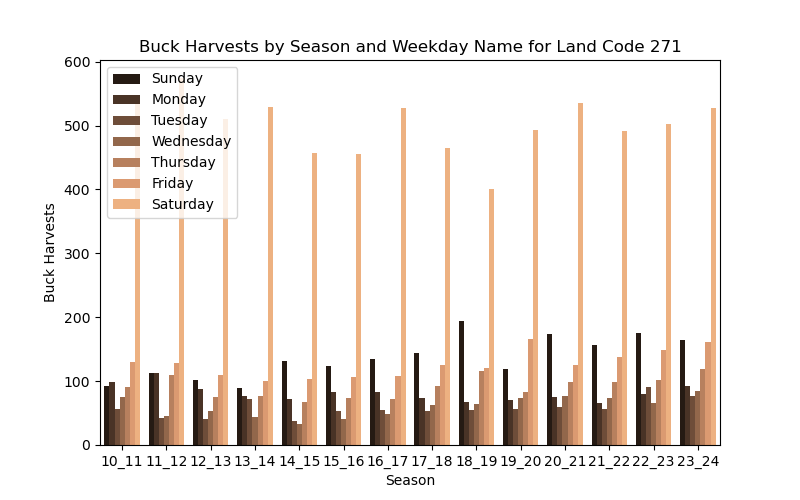 Buck Harvests by Season and Weekday Name for Land Code 271
600
500
400
300
200
100
0
Buck Harvests
Sunday
Monday
Tuesday
Wednesday
Thursday
Friday
Saturday
10_11 11_12 12_13 13_14 14_15 15_16 16_17 17_18 18_19 19_20 20_21 21_22 22_23 23_24
Season